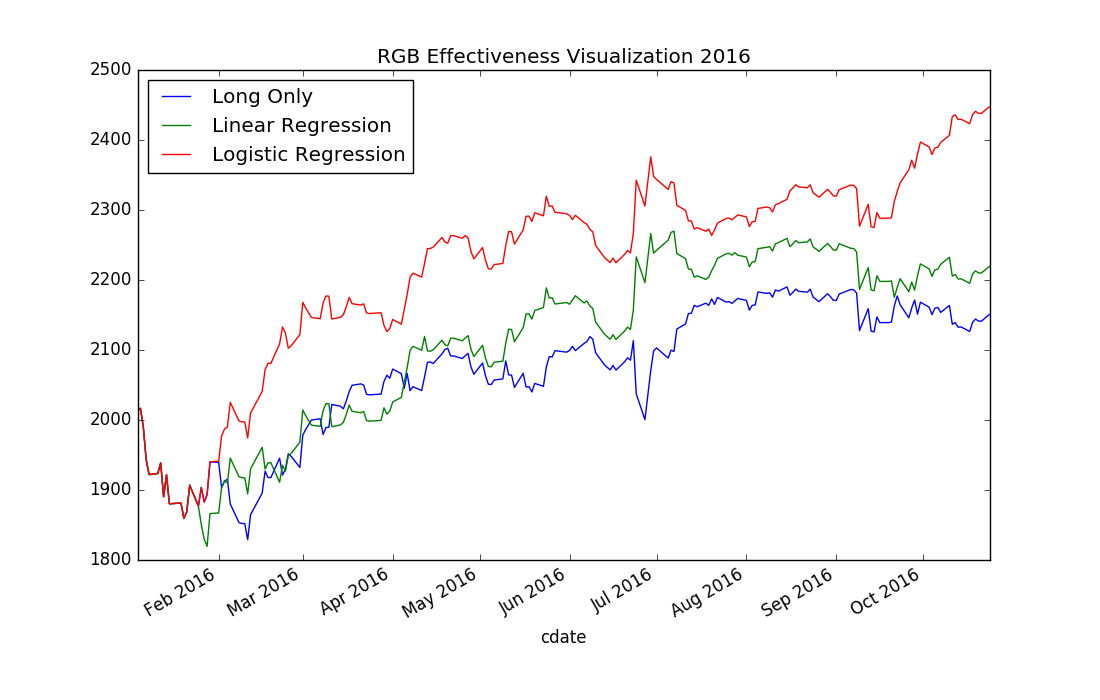 RGB Effectiveness Visualization 2016
2500
2400
2300
2200
2100
2000
1900
1800
Long Only
Linear Regression
Logistic Regression
Feb 2016
Mar 2016
Apr 2016
May 2016
Jun 2016
Jul 2016
Aug 2016
Sep 2016
Oct 2016
cdate